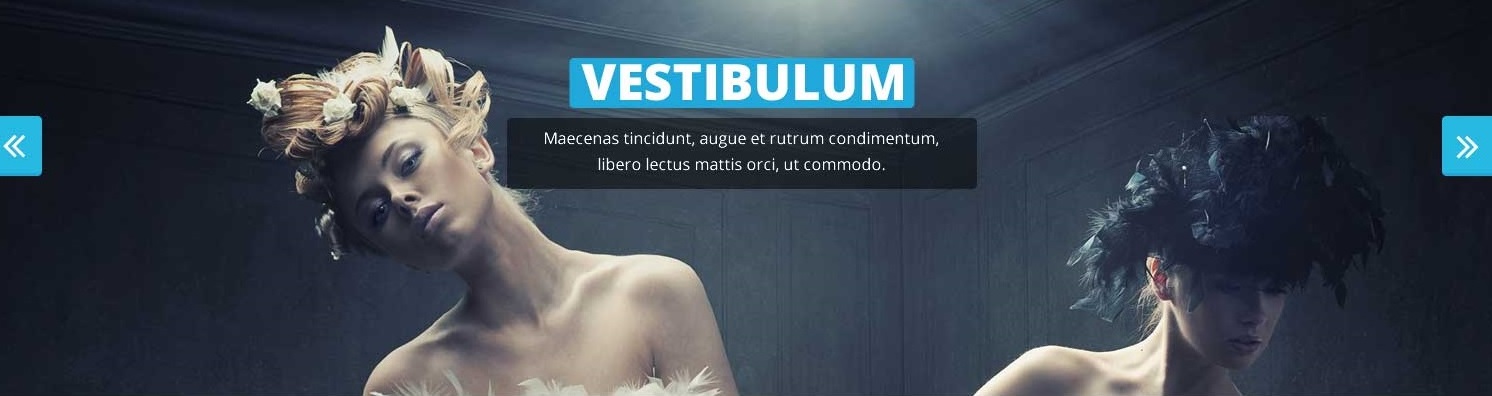 VESTIBULUM
Maecenas tincidunt, augue et rutrum condimentum,
libero lectus mattis orci, ut commodo.